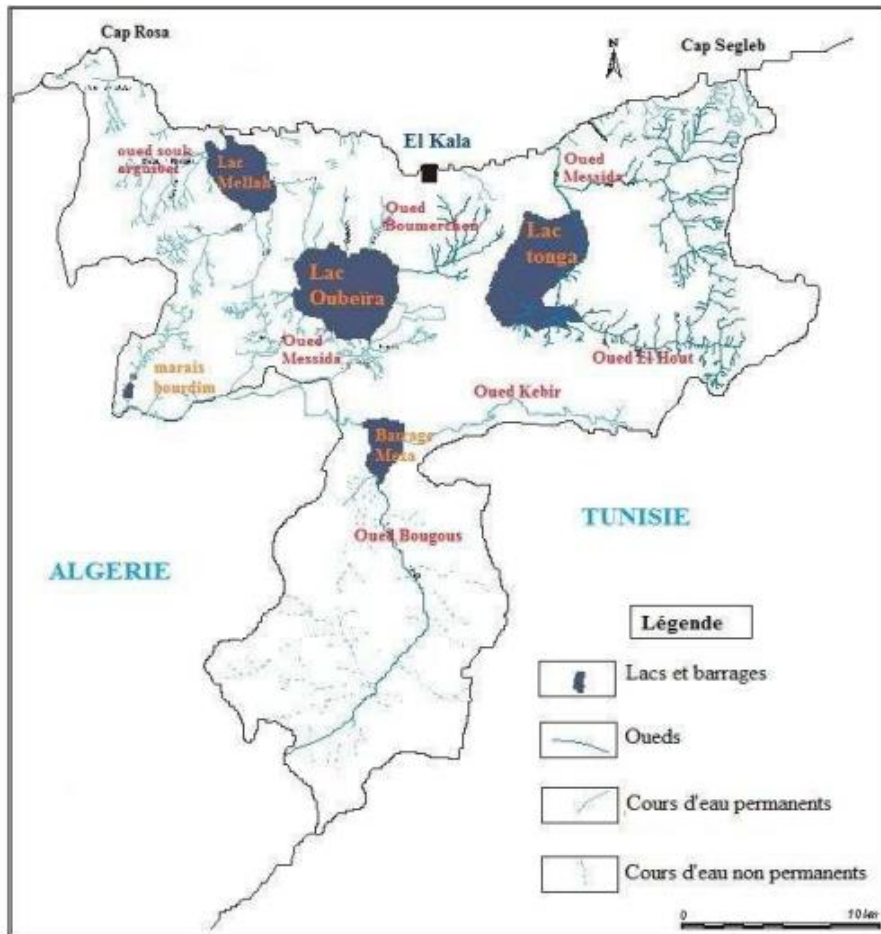 Cap Rosa
Cap Segleb
N
El Kala
oued souk
Lac
Mellah
Oued
Messida
Oued
Boumerchen
Lac
tonga
Lac
Oubeïra
Oued
Messida
Oued El Hout
marais
bourdim
Oued Kebir
Barrage
Mexa
TUNISIE
Oued Bougous
ALGERIE
Légende
Lacs et barrages
Oueds
Cours d'eau permanents
Cours d'eau non permanents
0 10 km